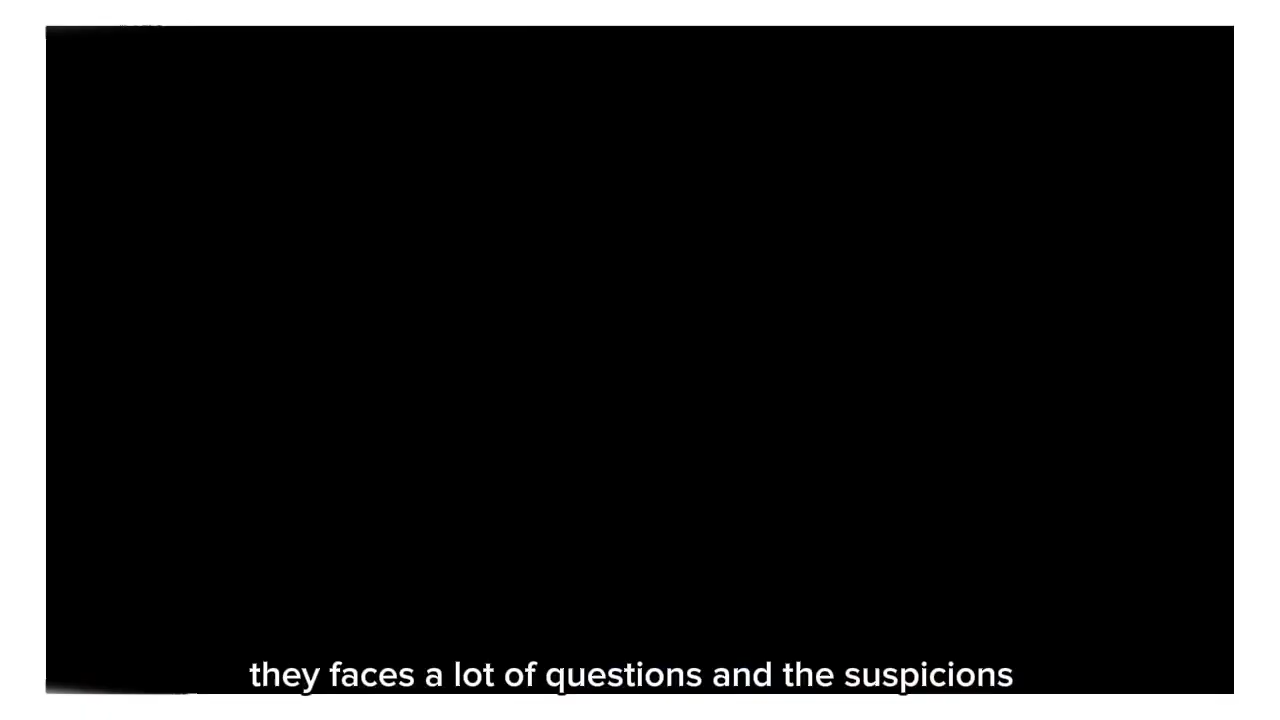 they faces a lot of questions and the suspicions